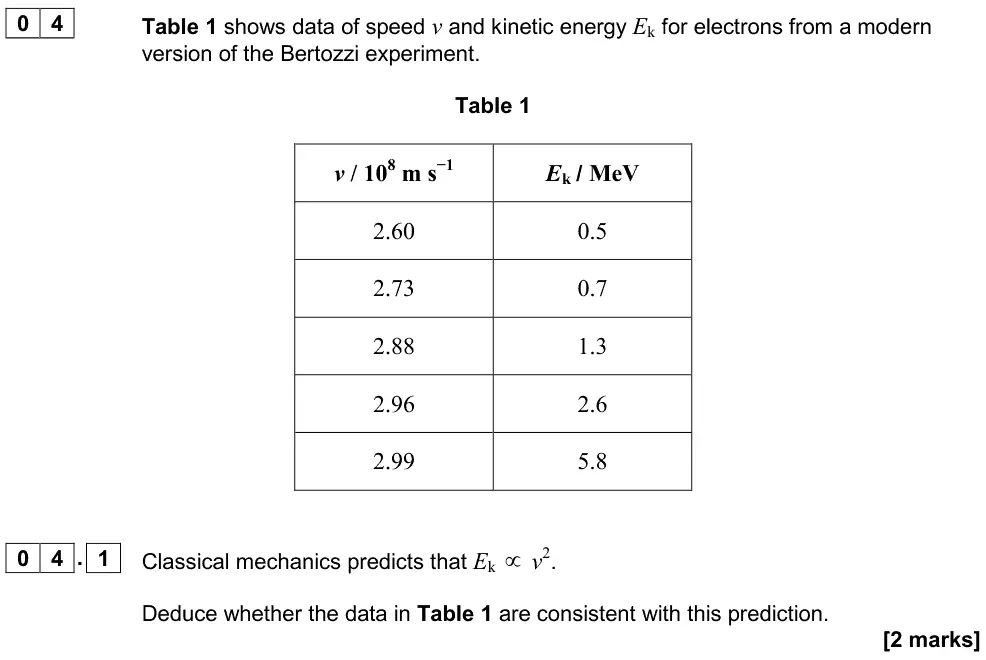 0 4 Table 1 shows data of speed v and kinetic energy Eₖ for electrons from a modern
version of the Bertozzi experiment.
Table 1
v / 10⁸ m s⁻¹ Eₖ / MeV
2.60 0.5
2.73 0.7
2.88 1.3
2.96 2.6
2.99 5.8
0 4 . 1 Classical mechanics predicts that Eₖ ∝ v².
Deduce whether the data in Table 1 are consistent with this prediction.
[2 marks]